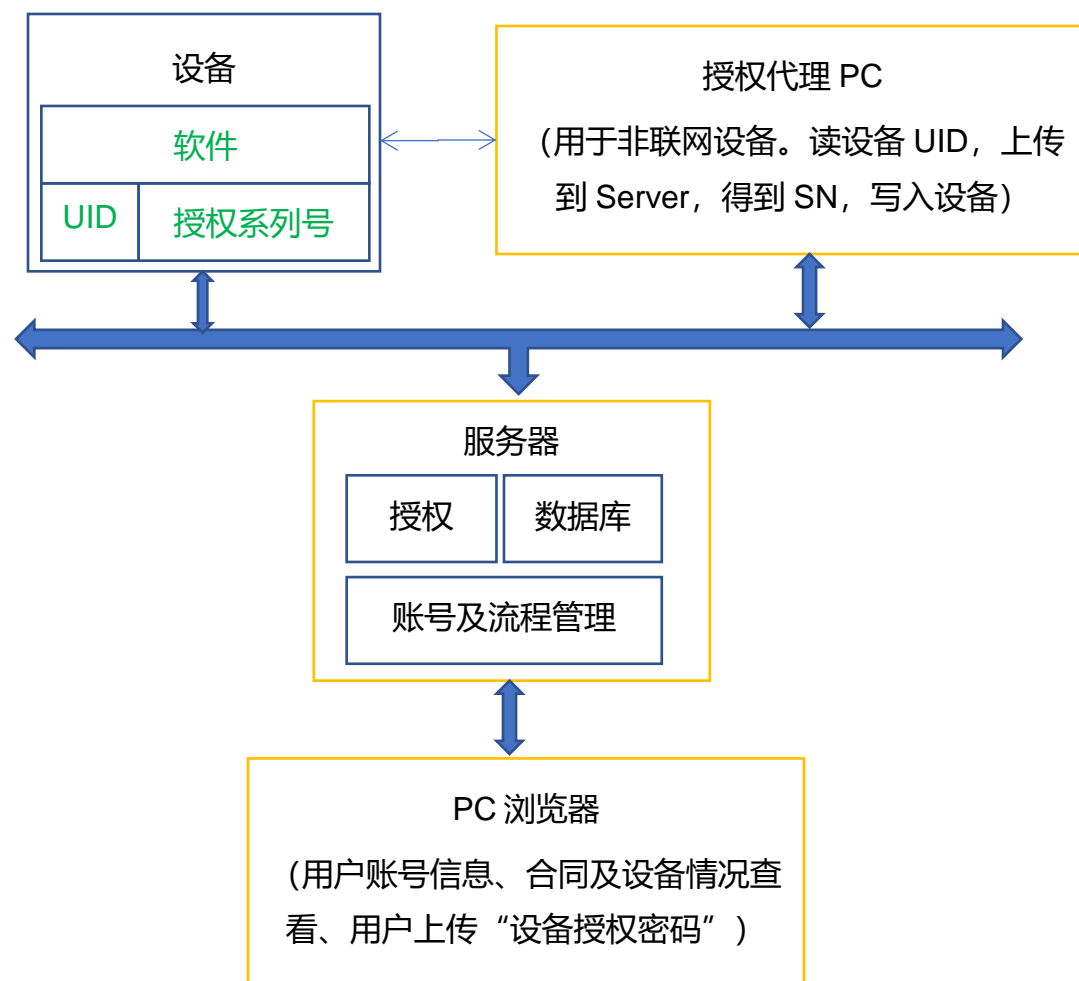 设备
软件
UID
授权系列号
授权代理 PC
（用于非联网设备。读设备 UID，上传
到 Server，得到 SN，写入设备）
服务器
授权
数据库
账号及流程管理
PC 浏览器
（用户账号信息、合同及设备情况查
看、用户上传“设备授权密码”）